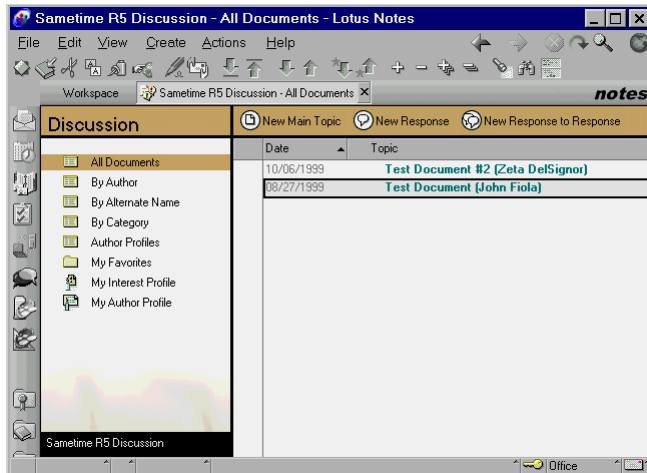 Sametime R5 Discussion - All Documents - Lotus Notes
File Edit View Create Actions Help
Workspace Sametime R5 Discussion - All Documents notes
Discussion New Main Topic New Response New Response to Response
Date Topic
All Documents 10/06/1999 Test Document #2 (Zeta DelSignor)
By Author 08/27/1999 Test Document (John Fiola)
By Alternate Name
By Category
Author Profiles
My Favorites
My Interest Profile
My Author Profile
Sametime R5 Discussion
Office